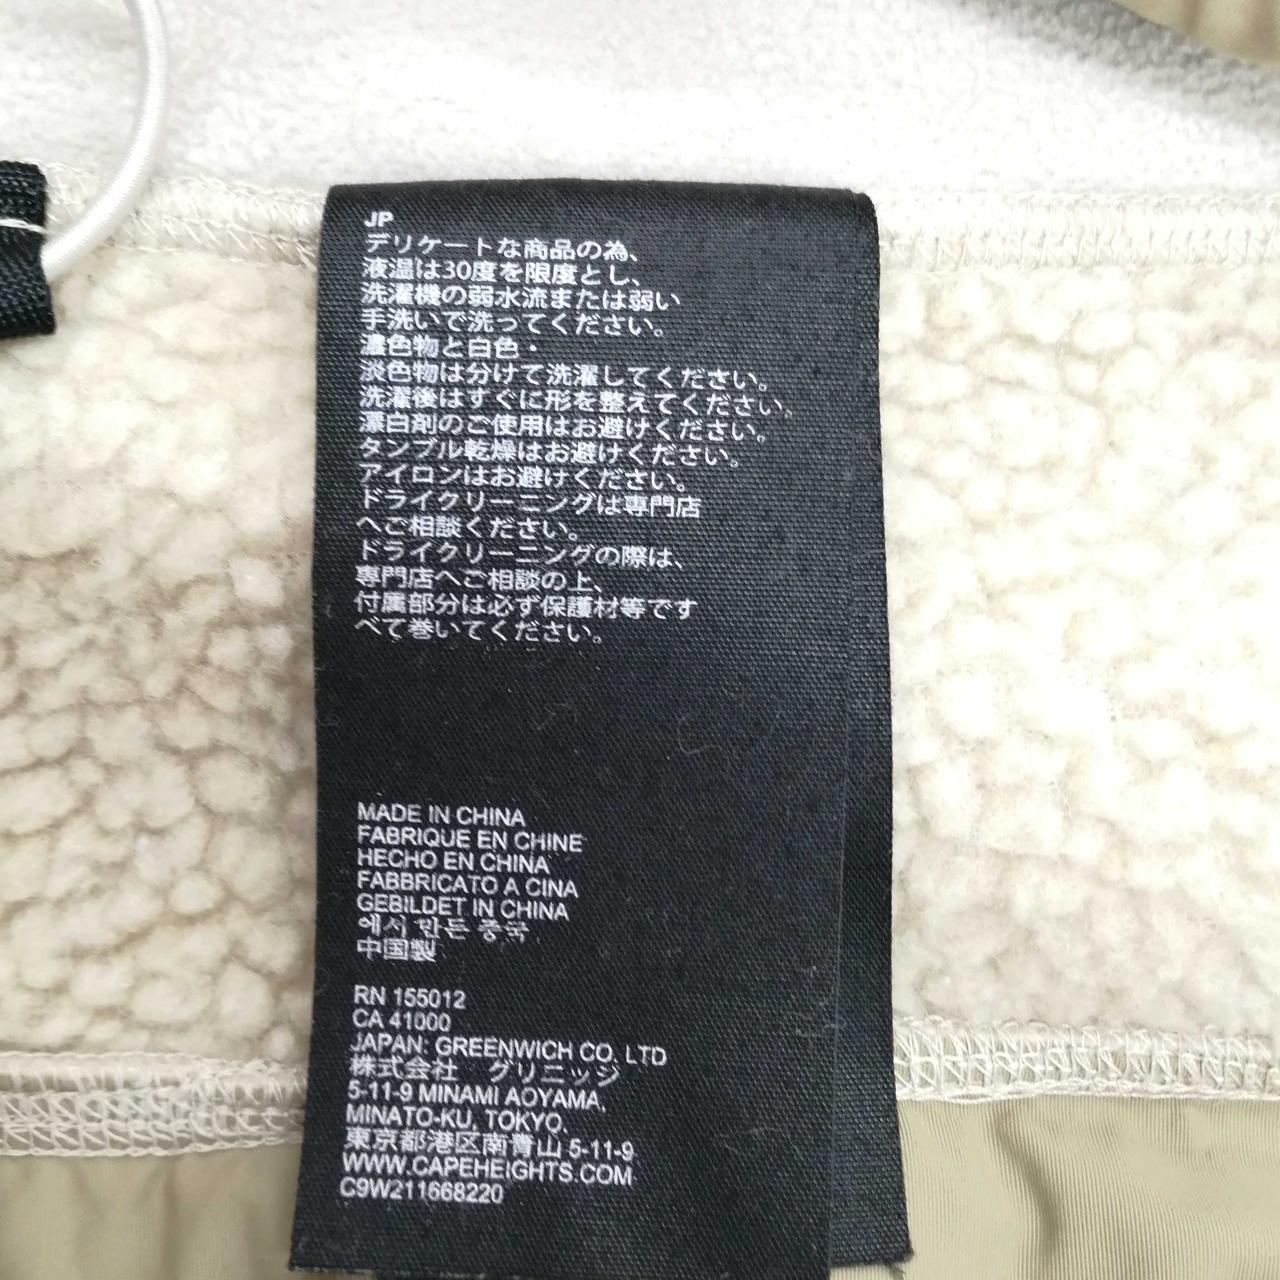 JP
デリケートな商品の為、
液温は30度を限度とし、
洗濯機の弱水流または弱い
手洗いで洗ってください。
濃色物と白色・
淡色物は分けて洗濯してください。
洗濯後はすぐに形を整えてください。
漂白剤のご使用はお避けください。
タンブル乾燥はお避けください。
アイロンはお避けください。
ドライクリーニングは専門店
へご相談ください。
ドライクリーニングの際は、
専門店へご相談の上、
付属部分は必ず保護材等です
べて巻いてください。
MADE IN CHINA
FABRIQUE EN CHINE
HECHO EN CHINA
FABBRICATO A CINA
GEBILDET IN CHINA
에서 만든 중국
中国製
RN 155012
CA 41000
JAPAN: GREENWICH CO. LTD
株式会社　グリニッジ
5-11-9 MINAMI AOYAMA,
MINATO-KU, TOKYO,
東京都港区南青山 5-11-9
WWW.CAPEHEIGHTS.COM
C9W211668220